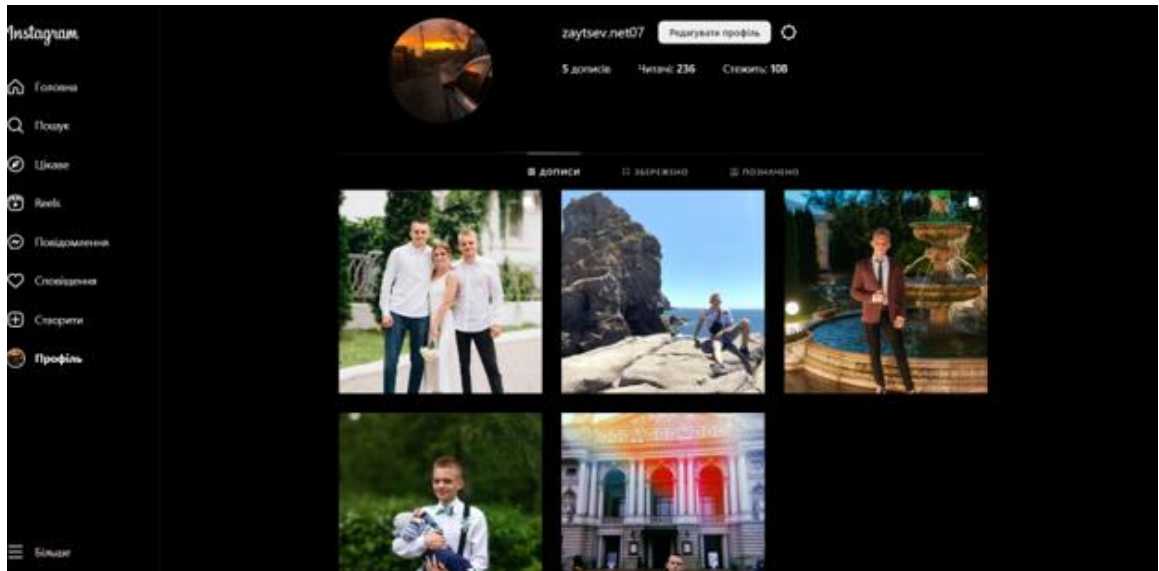 Instagram
Головна
Пошук
Цікаве
Reels
Повідомлення
Сповіщення
Створити
Профіль
Більше
zaytsev.net07 Редагувати профіль
5 дописів Читачі: 236 Стежить: 108
ДОПИСИ ЗБЕРЕЖЕНО ПОЗНАЧЕНО